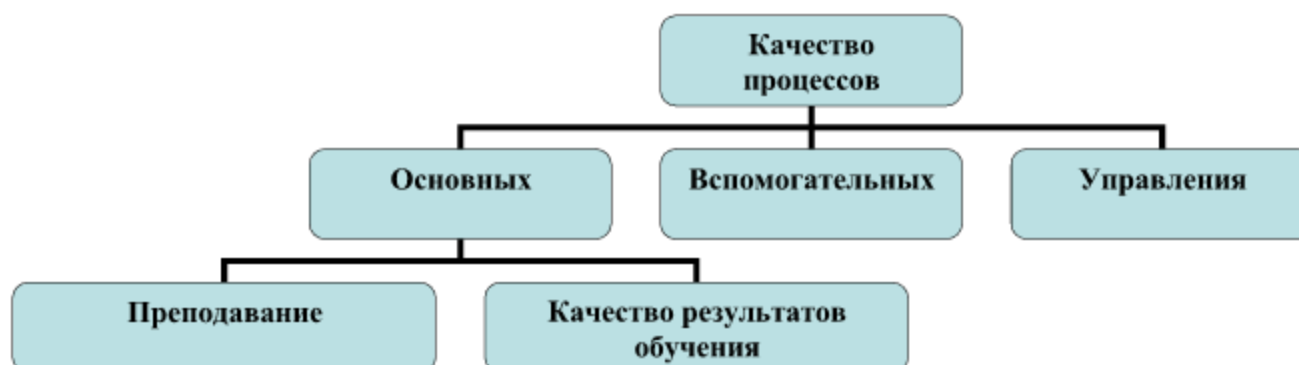 Качество
процессов
Основных
Вспомогательных
Управления
Преподавание
Качество результатов
обучения